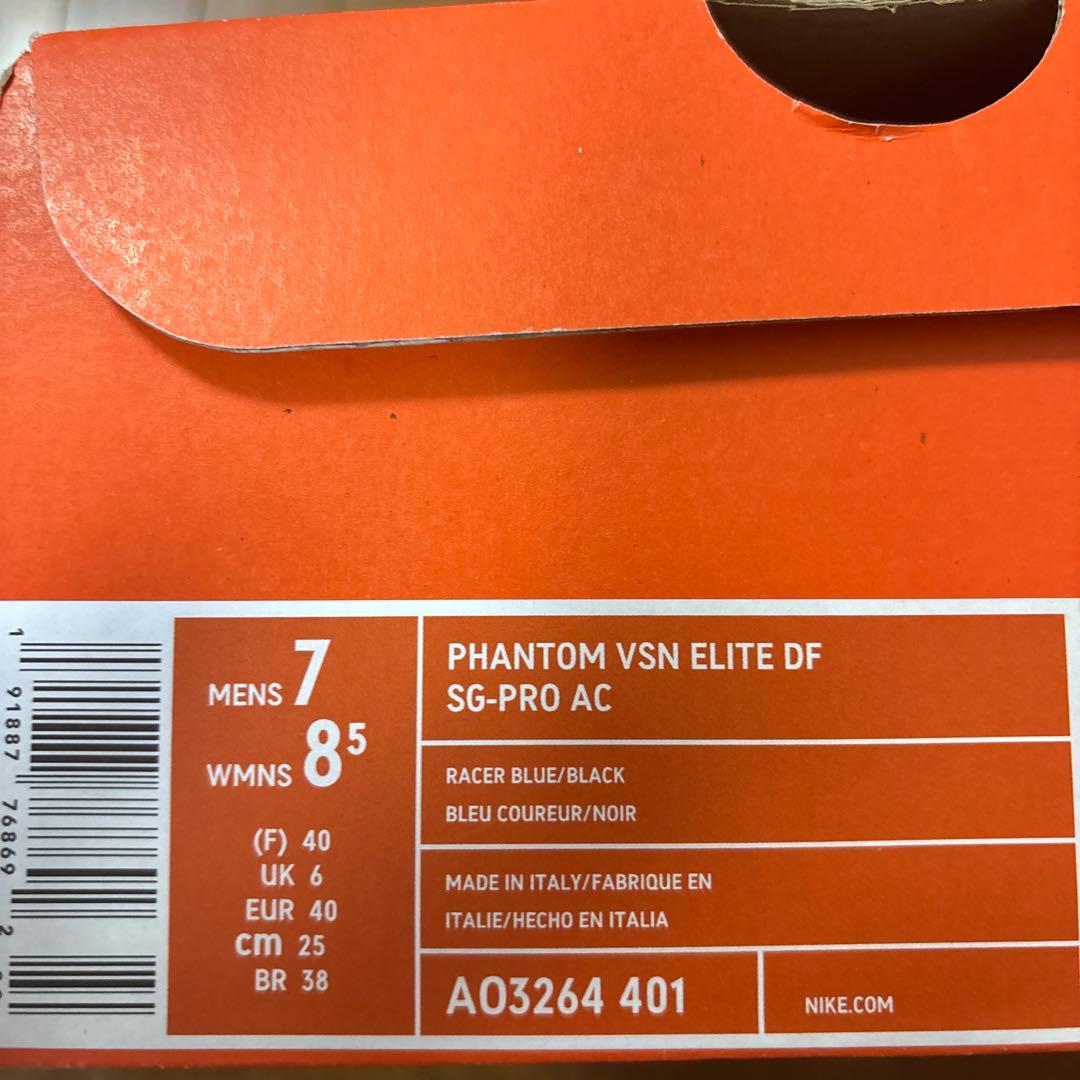 1 91887 76869 2
MENS 7
WMNS 8⁵
(F) 40
UK 6
EUR 40
cm 25
BR 38
PHANTOM VSN ELITE DF
SG-PRO AC
RACER BLUE/BLACK
BLEU COUREUR/NOIR
MADE IN ITALY/FABRIQUE EN
ITALIE/HECHO EN ITALIA
AO3264 401
NIKE.COM